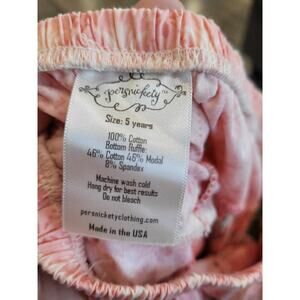 persnickety
Size: 5 years
100% Cotton
Bottom Ruffle:
46% Cotton 46% Modal
8% Spandex
Machine wash cold
Hang dry for best results
Do not bleach
persnicketyclothing.com
Made in the USA